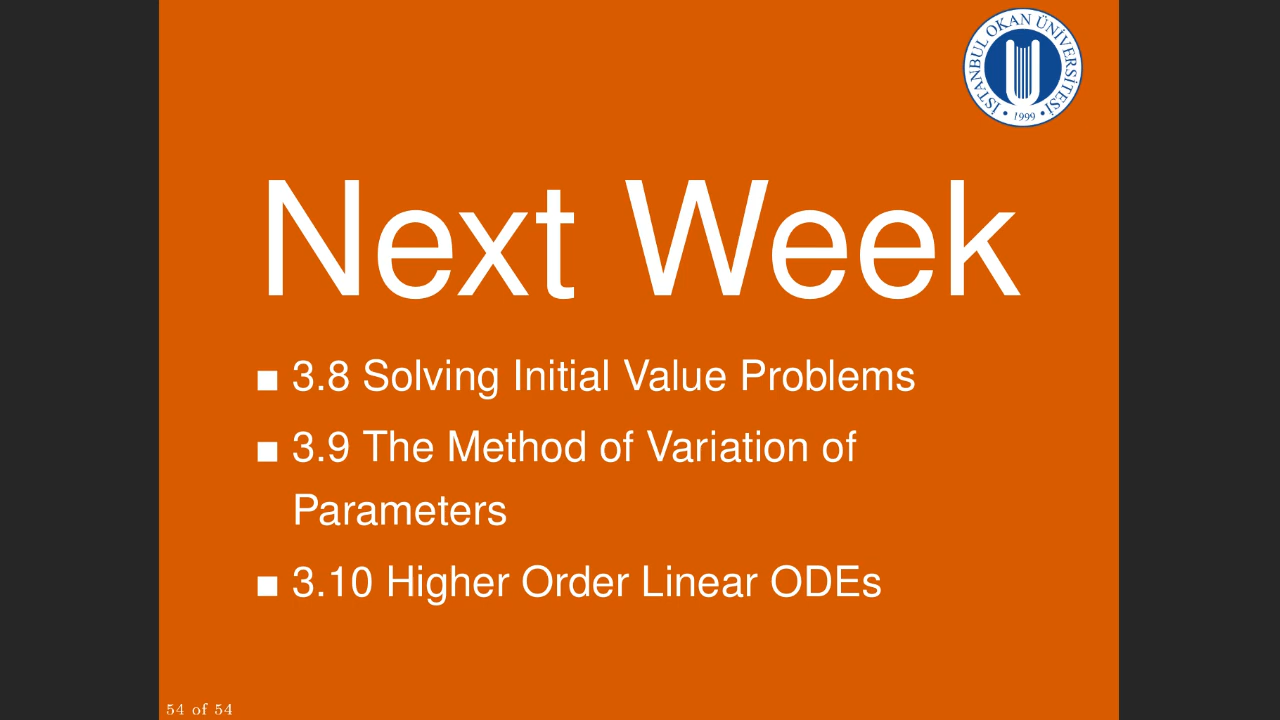 İSTANBUL OKAN ÜNİVERSİTESİ
1999
Next Week
3.8 Solving Initial Value Problems
3.9 The Method of Variation of
Parameters
3.10 Higher Order Linear ODEs
54 of 54